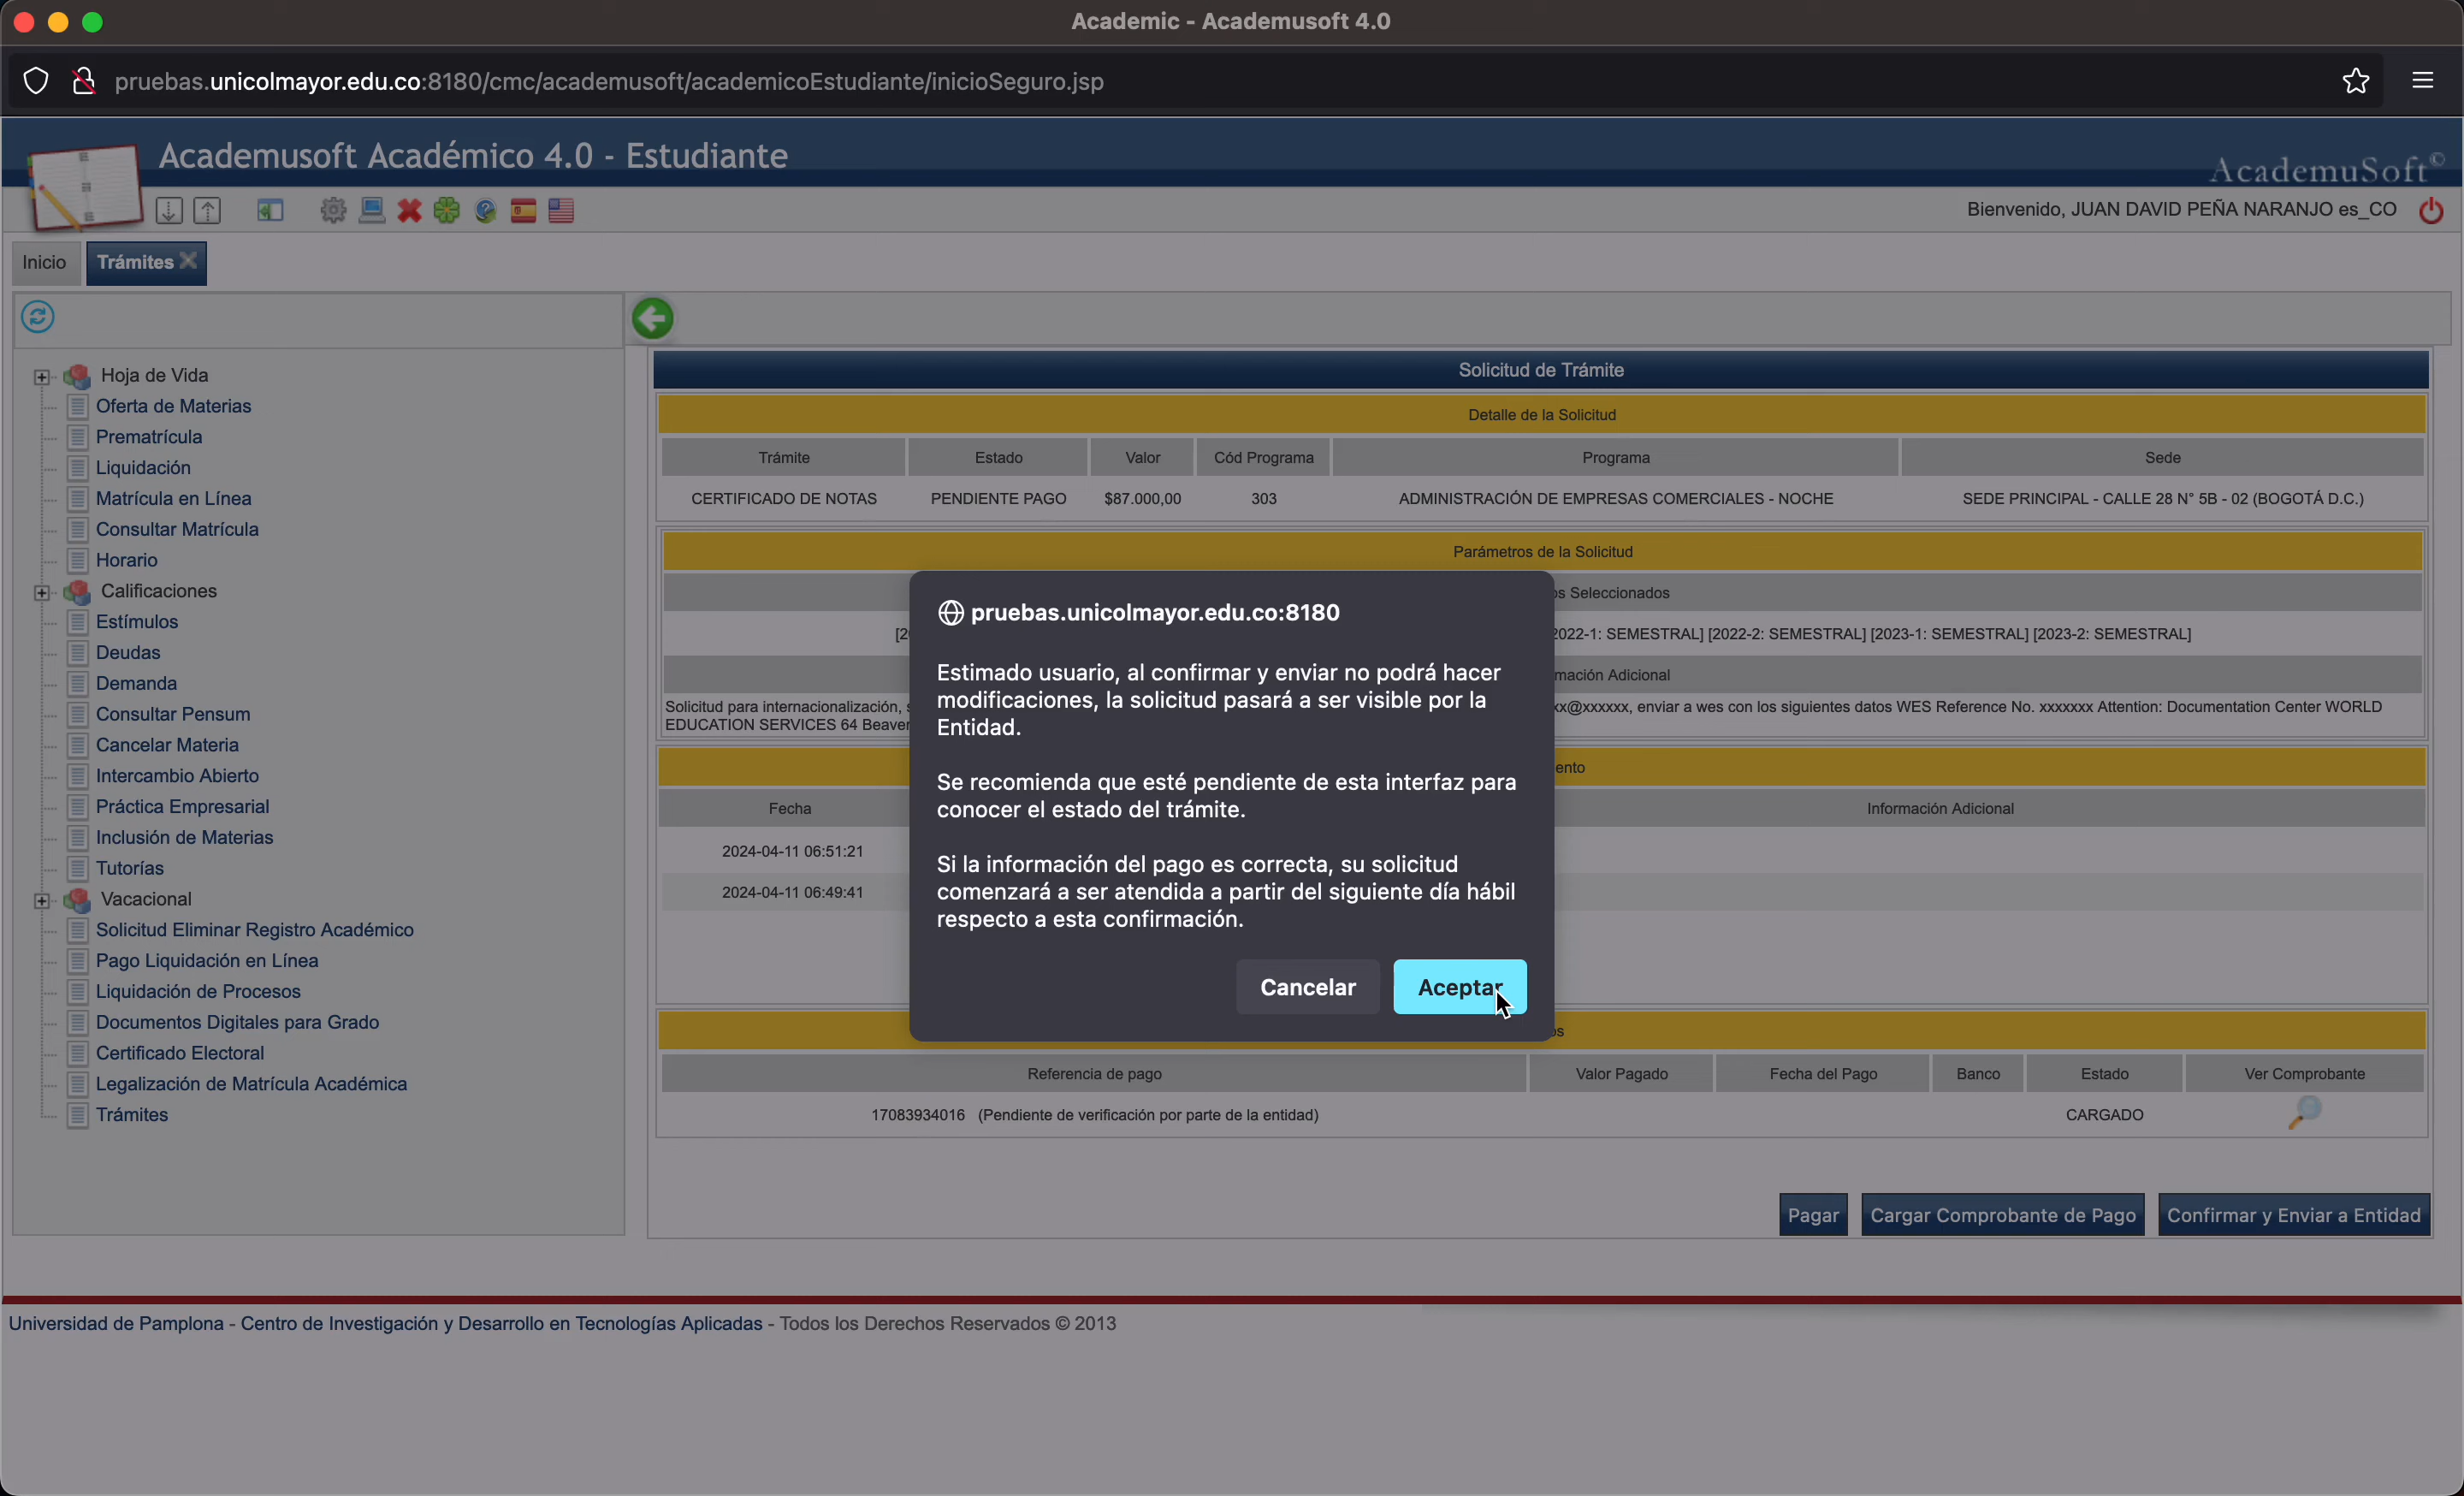 Academic - Academusoft 4.0
pruebas.unicolmayor.edu.co:8180/cmc/academusoft/academicoEstudiante/inicioSeguro.jsp
Academusoft Académico 4.0 - Estudiante
AcademuSoft©
Bienvenido, JUAN DAVID PEÑA NARANJO es_CO
Inicio
Trámites
Hoja de Vida
Oferta de Materias
Prematrícula
Liquidación
Matrícula en Línea
Consultar Matrícula
Horario
Calificaciones
Estímulos
Deudas
Demanda
Consultar Pensum
Cancelar Materia
Intercambio Abierto
Práctica Empresarial
Inclusión de Materias
Tutorías
Vacacional
Solicitud Eliminar Registro Académico
Pago Liquidación en Línea
Liquidación de Procesos
Documentos Digitales para Grado
Certificado Electoral
Legalización de Matrícula Académica
Trámites
Solicitud de Trámite
Detalle de la Solicitud
Trámite Estado Valor Cód Programa Programa Sede
CERTIFICADO DE NOTAS PENDIENTE PAGO $87.000,00 303 ADMINISTRACIÓN DE EMPRESAS COMERCIALES - NOCHE SEDE PRINCIPAL - CALLE 28 N° 5B - 02 (BOGOTÁ D.C.)
Parámetros de la Solicitud
Seleccionados
2022-1: SEMESTRAL] [2022-2: SEMESTRAL] [2023-1: SEMESTRAL] [2023-2: SEMESTRAL]
mación Adicional
Solicitud para internacionalización, xx@xxxxxx, enviar a wes con los siguientes datos WES Reference No. xxxxxxx Attention: Documentation Center WORLD
EDUCATION SERVICES 64 Beaver
ento
Fecha Información Adicional
2024-04-11 06:51:21
2024-04-11 06:49:41
pruebas.unicolmayor.edu.co:8180
Estimado usuario, al confirmar y enviar no podrá hacer
modificaciones, la solicitud pasará a ser visible por la
Entidad.
Se recomienda que esté pendiente de esta interfaz para
conocer el estado del trámite.
Si la información del pago es correcta, su solicitud
comenzará a ser atendida a partir del siguiente día hábil
respecto a esta confirmación.
Cancelar
Aceptar
Referencia de pago Valor Pagado Fecha del Pago Banco Estado Ver Comprobante
17083934016 (Pendiente de verificación por parte de la entidad) CARGADO
Pagar
Cargar Comprobante de Pago
Confirmar y Enviar a Entidad
Universidad de Pamplona - Centro de Investigación y Desarrollo en Tecnologías Aplicadas - Todos los Derechos Reservados © 2013